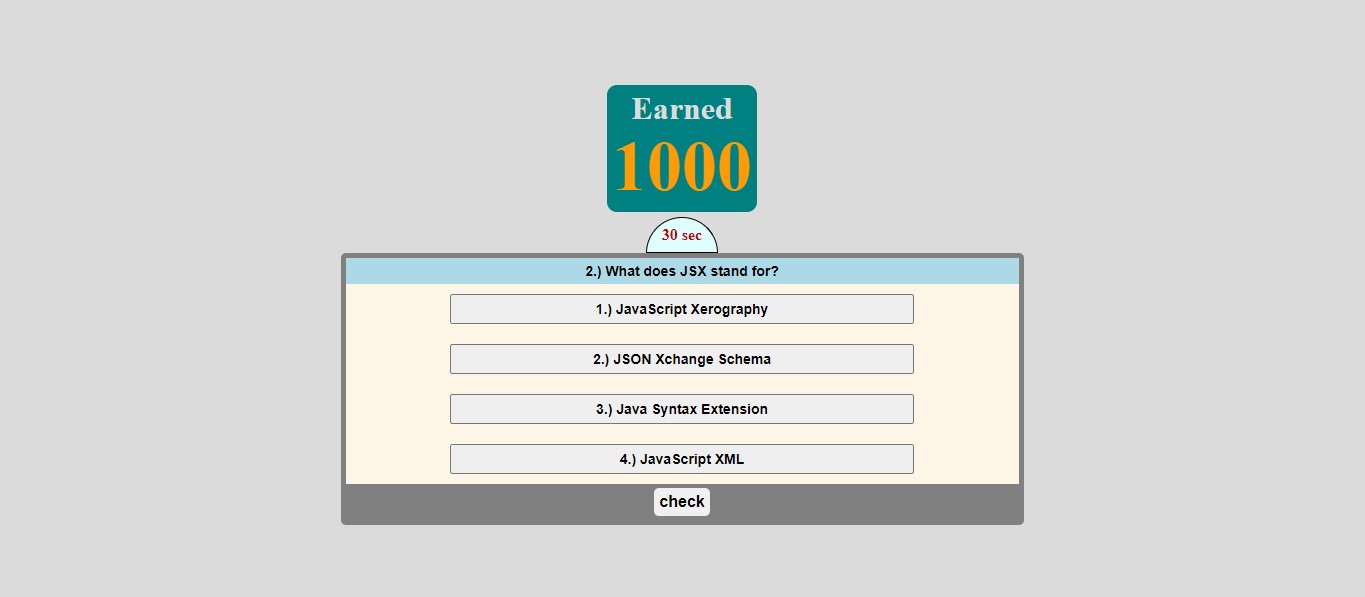 Earned
1000
30 sec
2.) What does JSX stand for?
1.) JavaScript Xerography
2.) JSON Xchange Schema
3.) Java Syntax Extension
4.) JavaScript XML
check